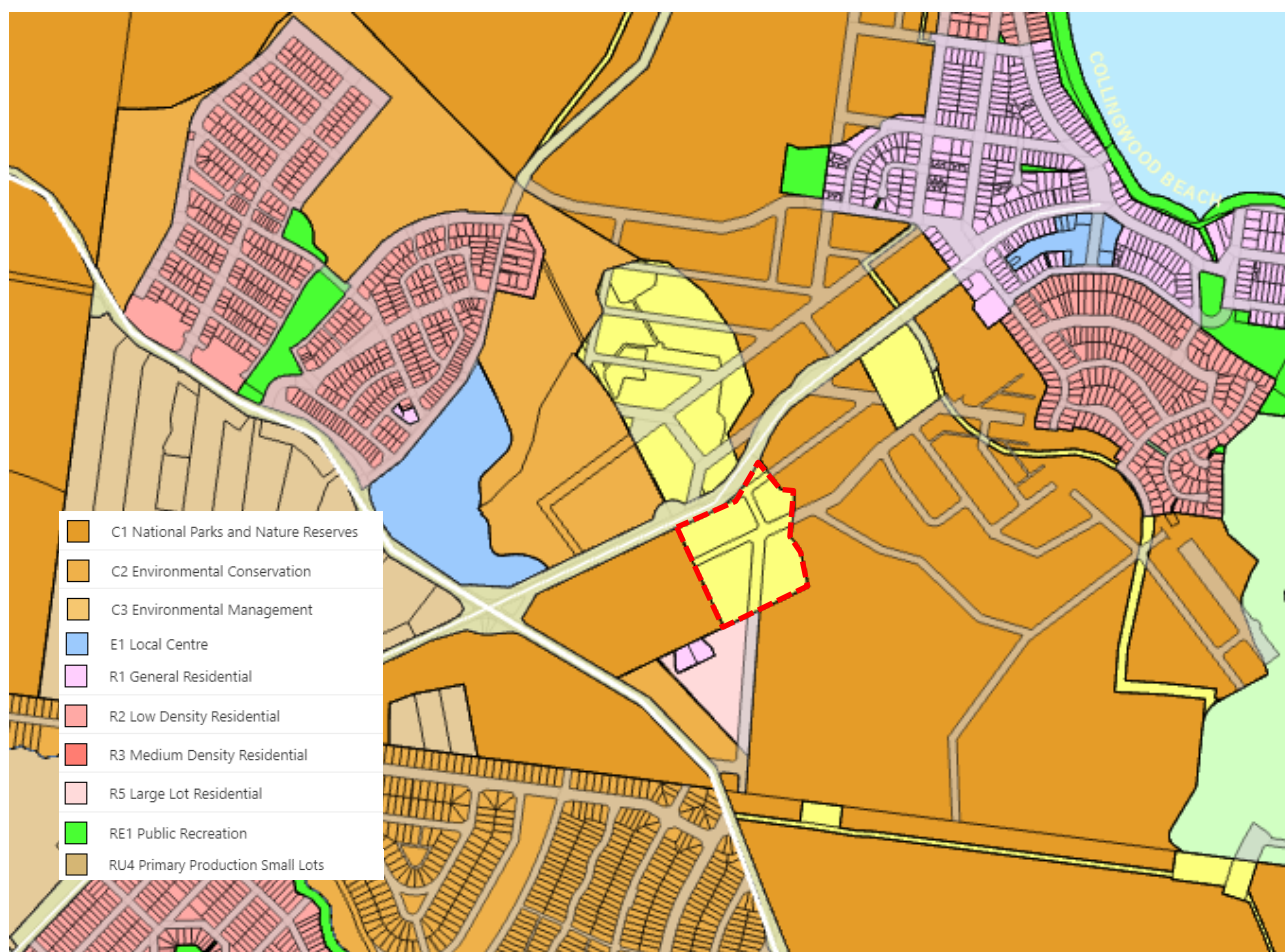 COLLINGWOOD BEACH
C1 National Parks and Nature Reserves
C2 Environmental Conservation
C3 Environmental Management
E1 Local Centre
R1 General Residential
R2 Low Density Residential
R3 Medium Density Residential
R5 Large Lot Residential
RE1 Public Recreation
RU4 Primary Production Small Lots